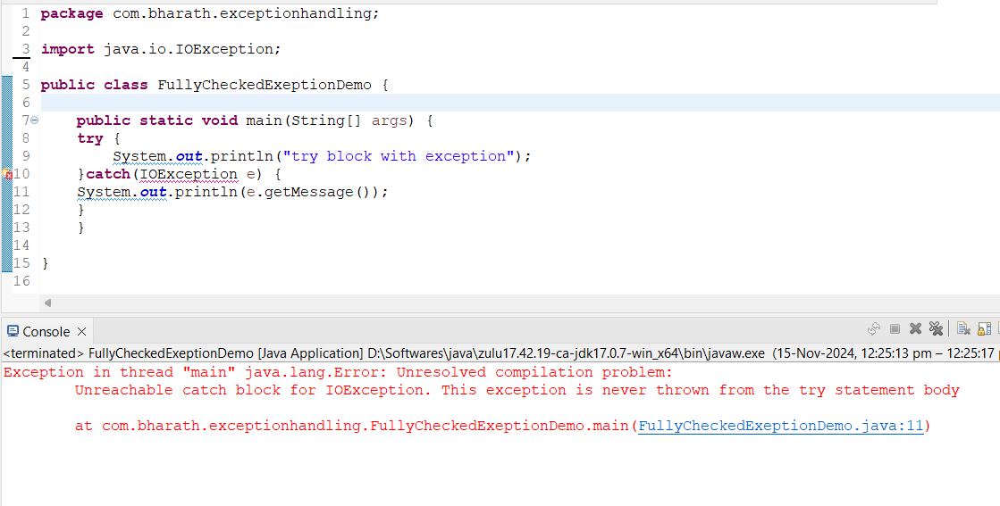 1 package com.bharath.exceptionhandling;
2
3 import java.io.IOException;
4
5 public class FullyCheckedExeptionDemo {
6
7 public static void main(String[] args) {
8 try {
9 System.out.println("try block with exception");
10 }catch(IOException e) {
11 System.out.println(e.getMessage());
12 }
13 }
14
15 }
16
Console
<terminated> FullyCheckedExeptionDemo [Java Application] D:\Softwares\java\zulu17.42.19-ca-jdk17.0.7-win_x64\bin\javaw.exe (15-Nov-2024, 12:25:13 pm – 12:25:17
Exception in thread "main" java.lang.Error: Unresolved compilation problem:
Unreachable catch block for IOException. This exception is never thrown from the try statement body
at com.bharath.exceptionhandling.FullyCheckedExeptionDemo.main(FullyCheckedExeptionDemo.java:11)